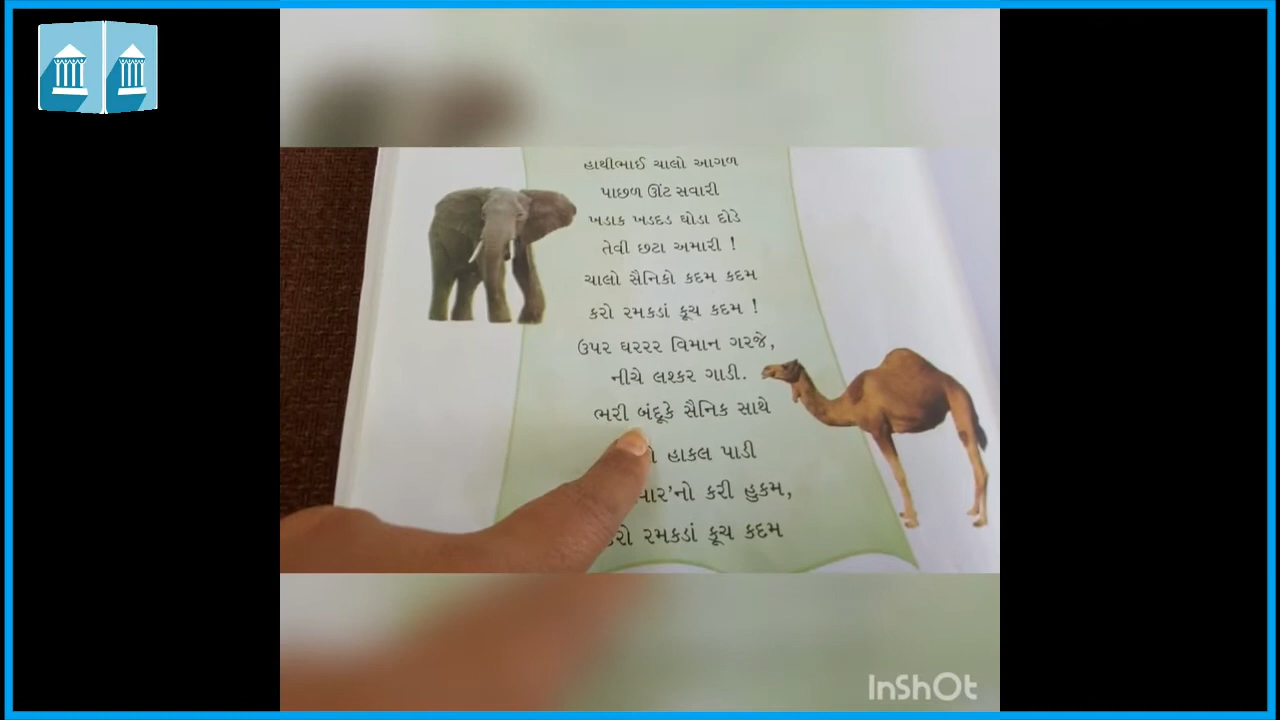 હાથીભાઈ ચાલો આગળ
પાછળ ઊંટ સવારી
ખડાક ખડદડ ઘોડા દોડે
તેવી છટા અમારી !
ચાલો સૈનિકો કદમ કદમ
કરો રમકડાં કૂચ કદમ !
ઉપર ઘરરર વિમાન ગરજે,
નીચે લશ્કર ગાડી.
ભરી બંદૂકે સૈનિક સાથે
હાકલ પાડી
કરી હુકમ,
રમકડાં કૂચ કદમ
InShOt